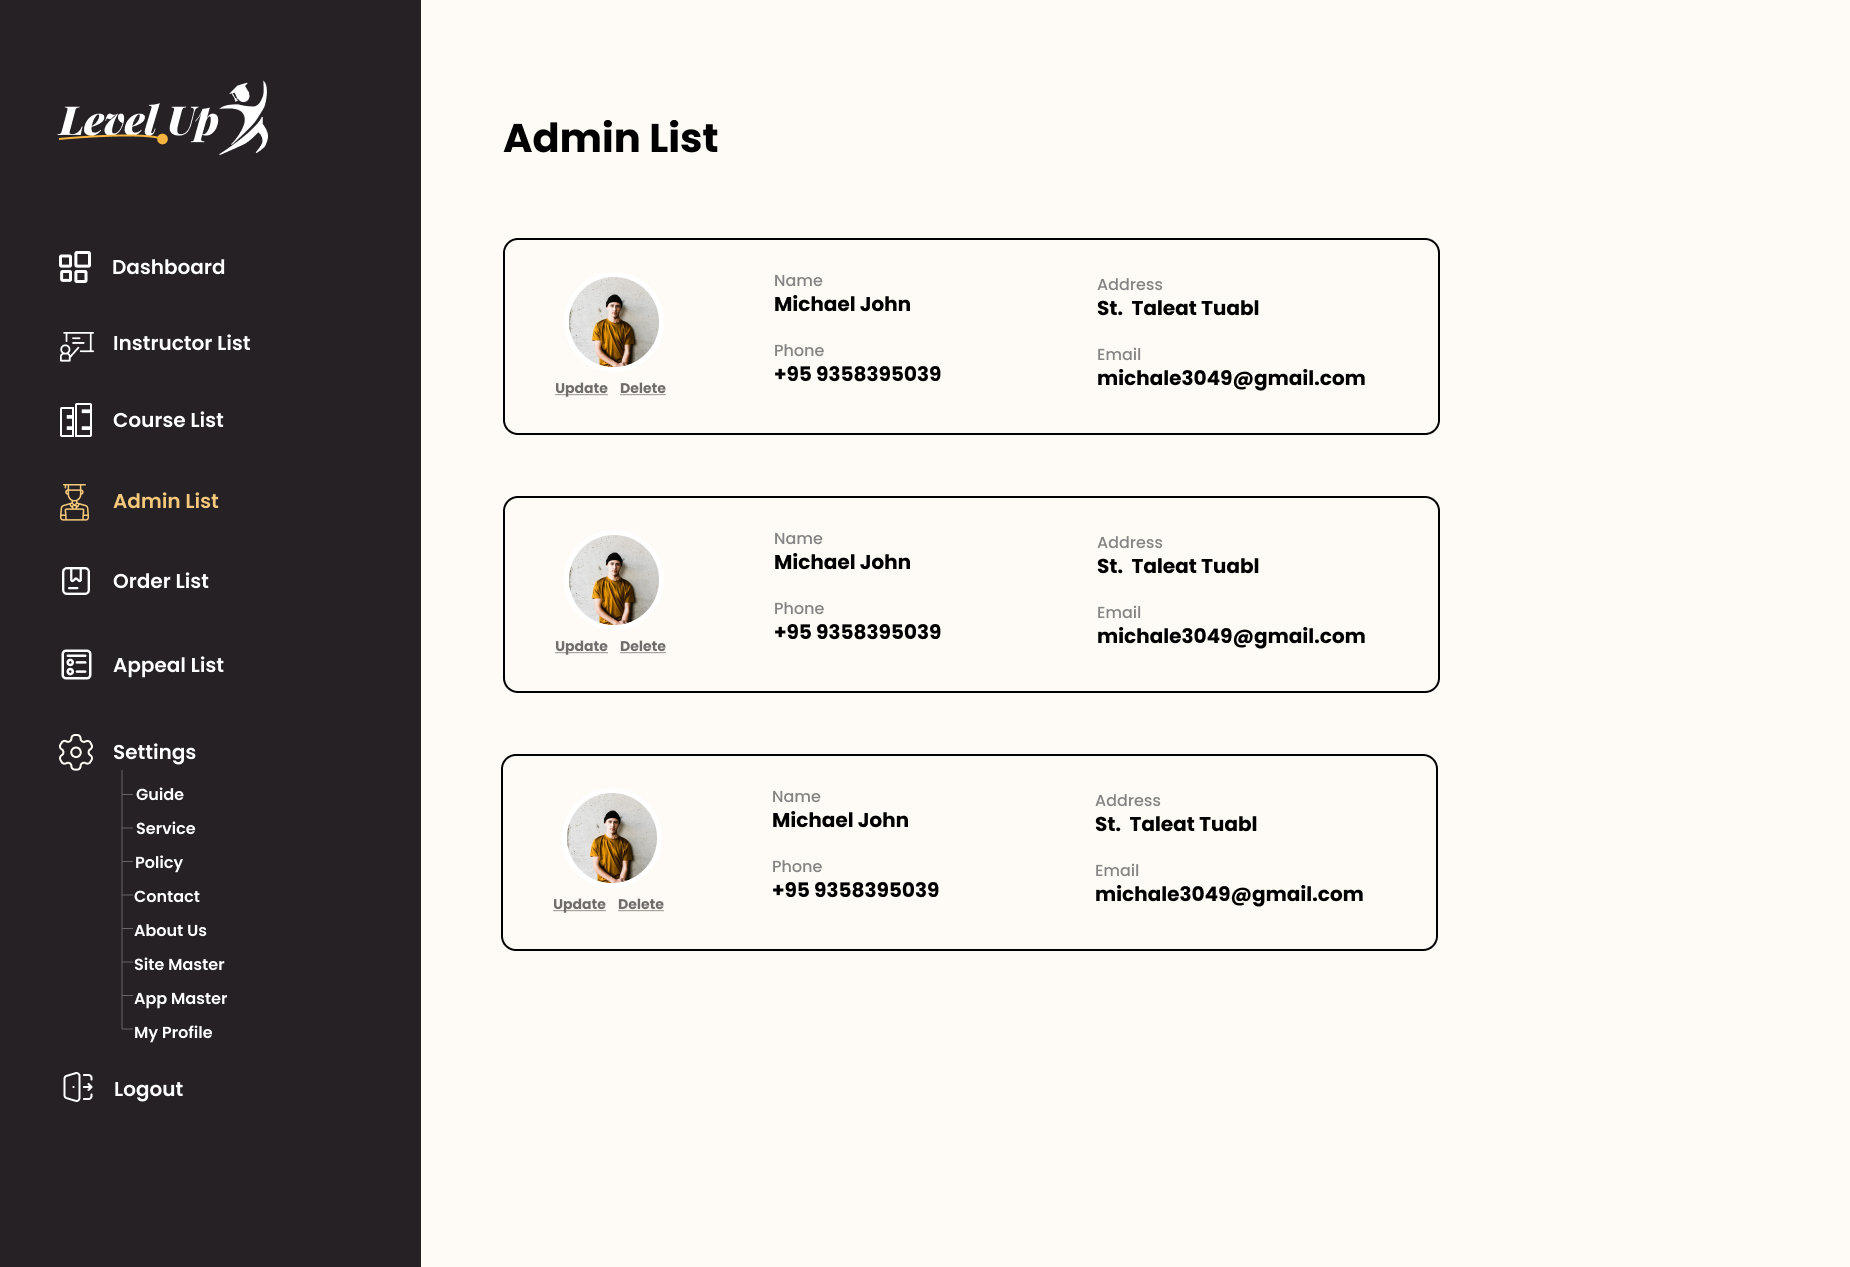 Level Up
Dashboard
Instructor List
Course List
Admin List
Order List
Appeal List
Settings
Guide
Service
Policy
Contact
About Us
Site Master
App Master
My Profile
Logout
Admin List
Name
Michael John
Phone
+95 9358395039
Address
St.  Taleat Tuabl
Email
michale3049@gmail.com
Update Delete
Name
Michael John
Phone
+95 9358395039
Address
St.  Taleat Tuabl
Email
michale3049@gmail.com
Update Delete
Name
Michael John
Phone
+95 9358395039
Address
St.  Taleat Tuabl
Email
michale3049@gmail.com
Update Delete